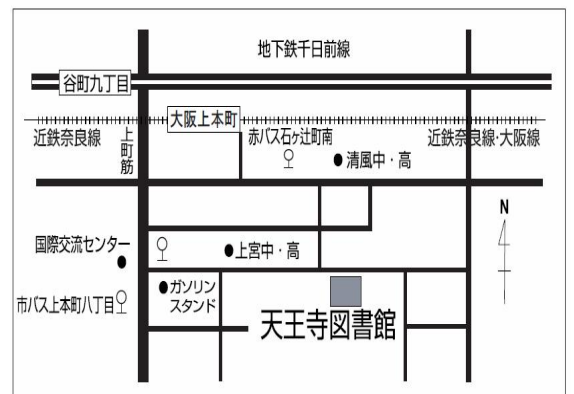 地下鉄千日前線
谷町九丁目
大阪上本町
近鉄奈良線
上町筋
赤バス石ヶ辻町南
近鉄奈良線・大阪線
●清風中・高
N
国際交流センター
●上宮中・高
●ガソリン
スタンド
市バス上本町八丁目
天王寺図書館